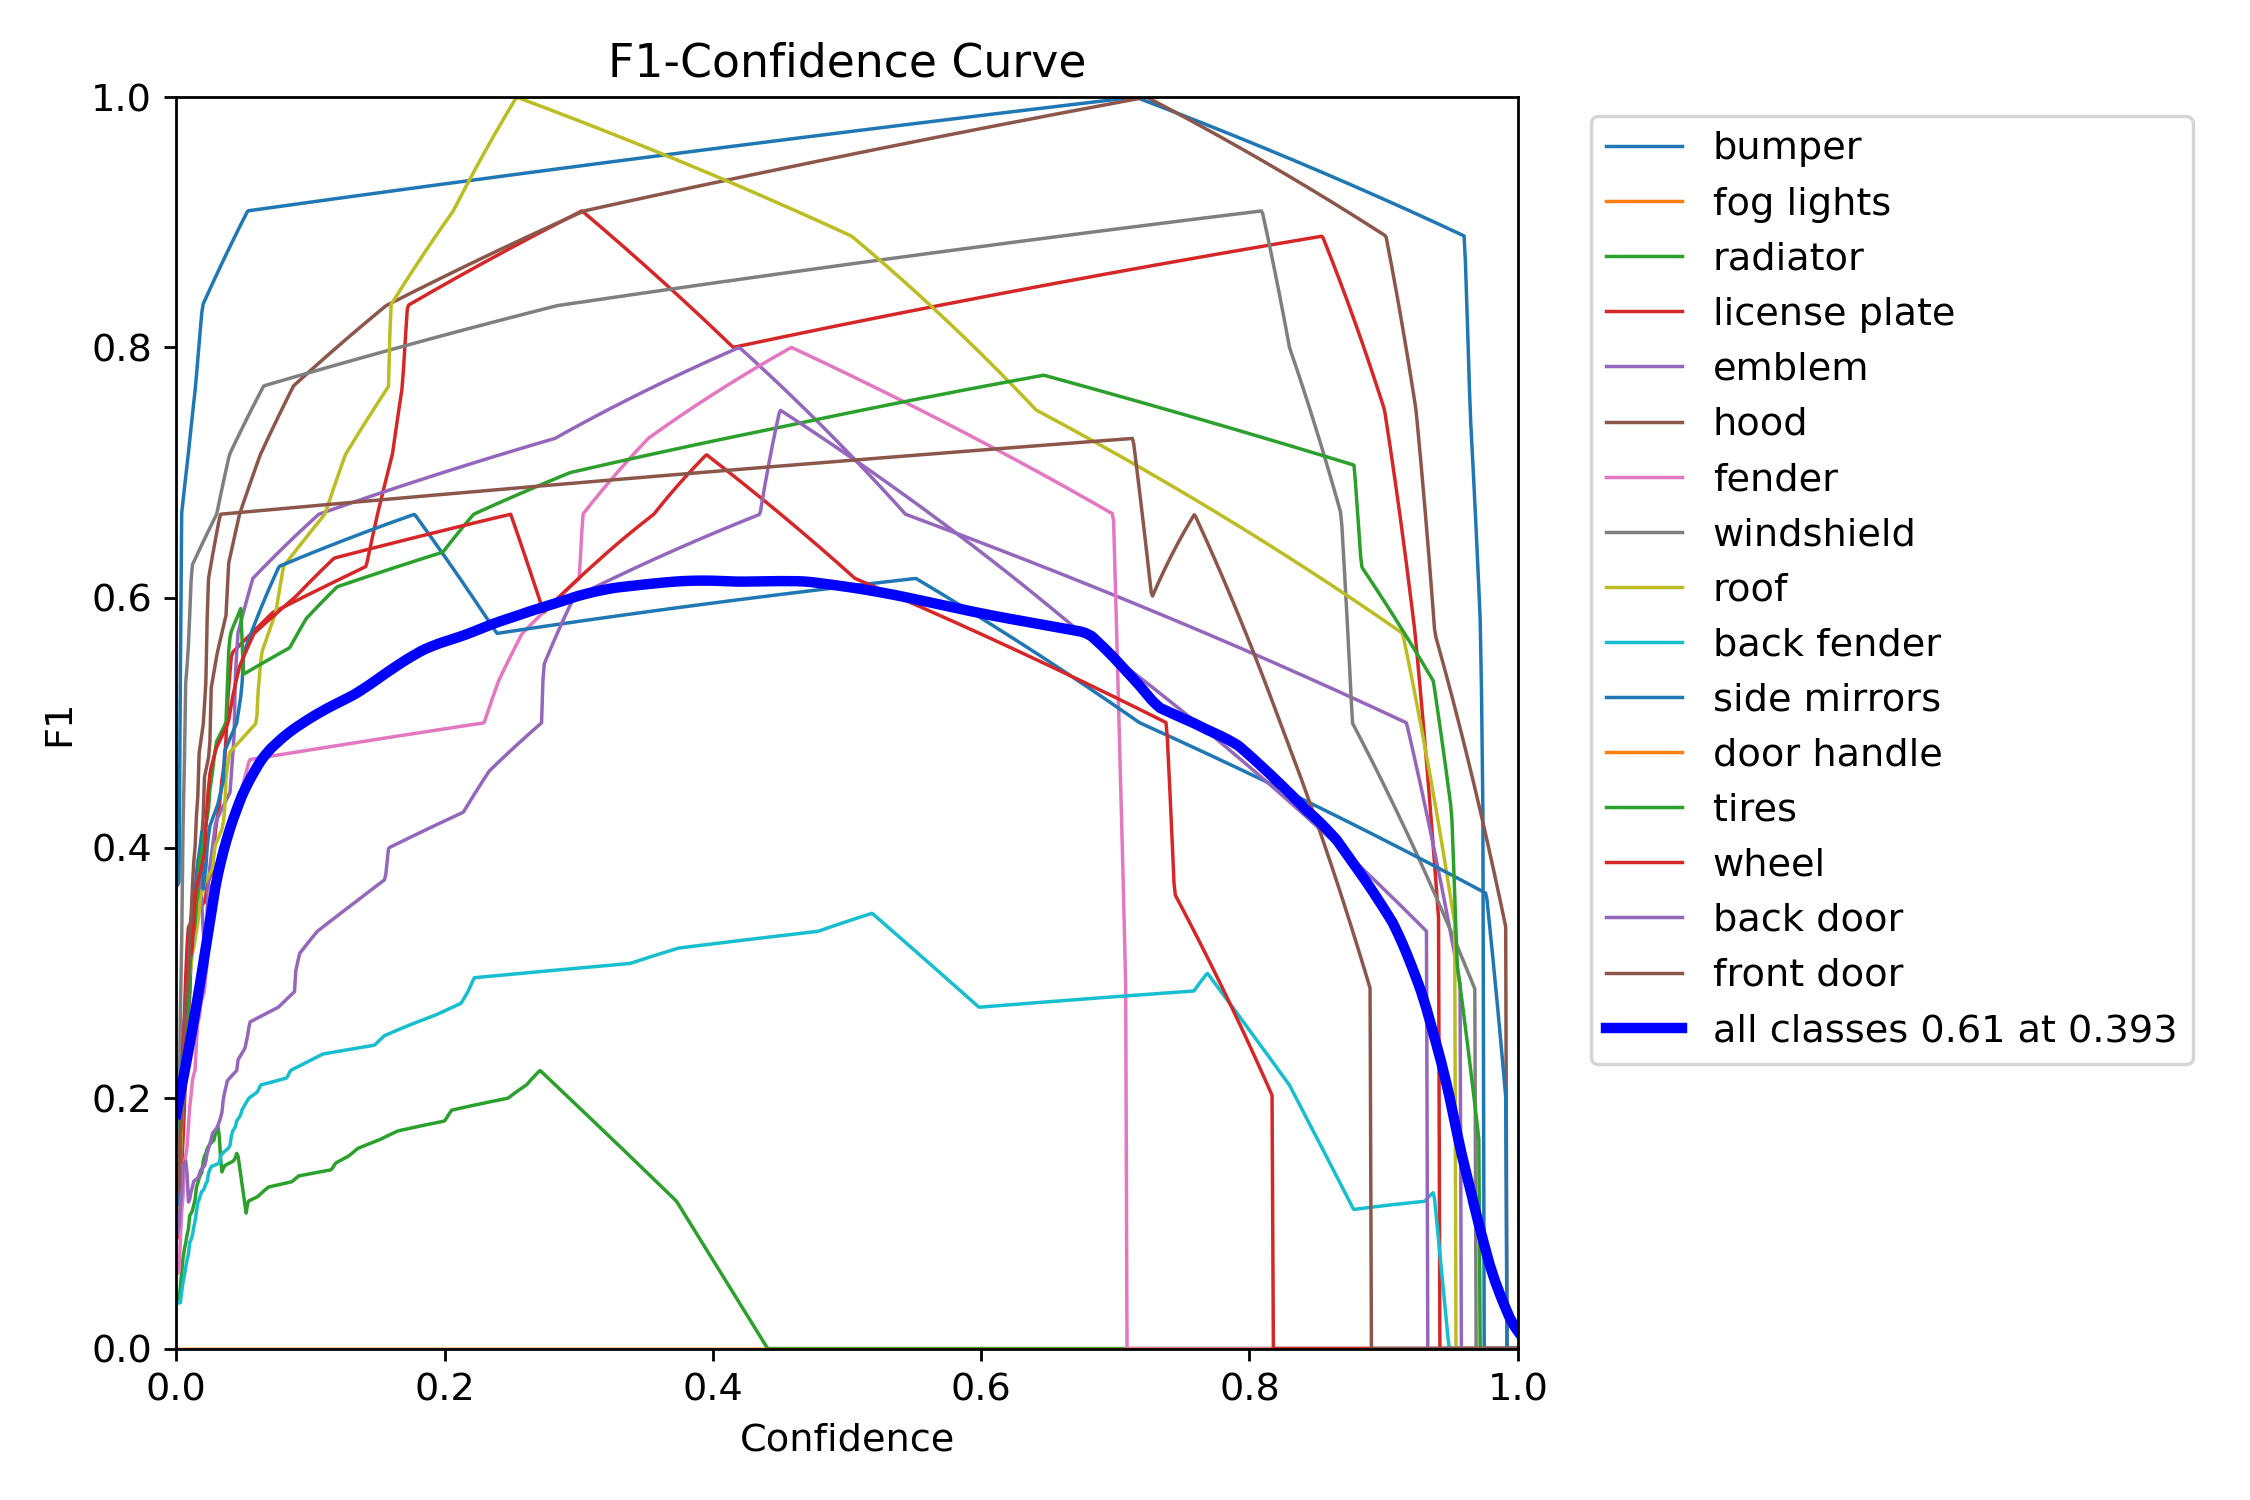 F1-Confidence Curve
1.0
0.8
0.6
0.4
0.2
0.0
F1
0.0 0.2 0.4 0.6 0.8 1.0
Confidence
bumper
fog lights
radiator
license plate
emblem
hood
fender
windshield
roof
back fender
side mirrors
door handle
tires
wheel
back door
front door
all classes 0.61 at 0.393